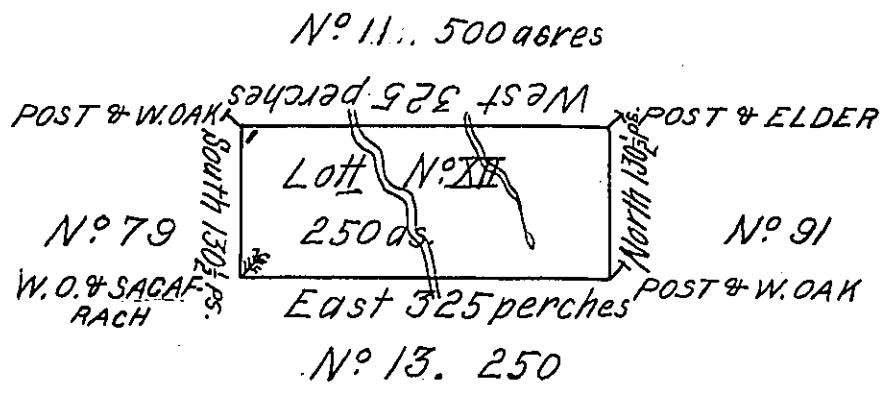 Nº 11... 500 acres
West 325 perches
POST & W.OAK
POST & ELDER
South 130½ ps.
North 130½ ps.
Lott Nº XII
250 as.
Nº 79
Nº 91
W.O. & SACAF-
RACH
POST & W. OAK
East 325 perches
Nº 13. 250